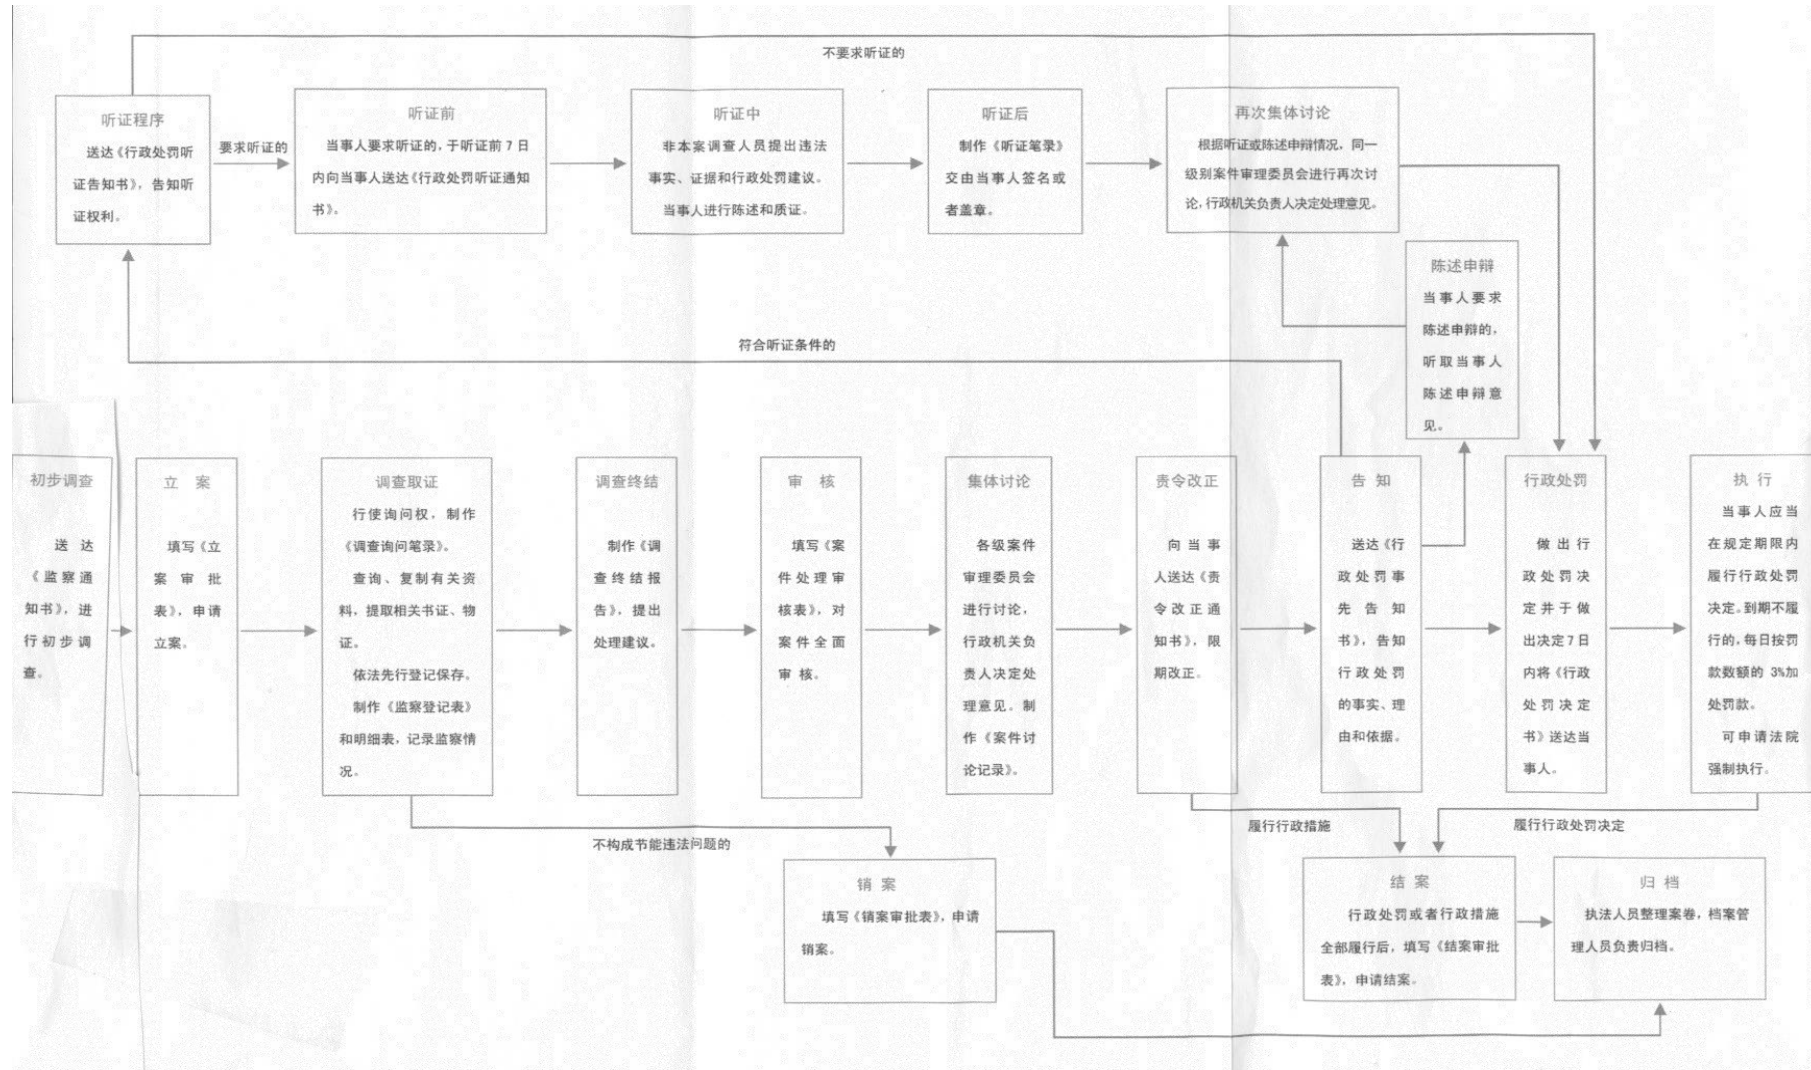 不要求听证的
听证程序
送达《行政处罚听
证告知书》,告知听
证权利。
要求听证的
听证前
当事人要求听证的,于听证前7日
内向当事人送达《行政处罚听证通知
书》。
听证中
非本案调查人员提出违法
事实、证据和行政处罚建议。
当事人进行陈述和质证。
听证后
制作《听证笔录》
交由当事人签名或
者盖章。
再次集体讨论
根据听证或陈述申辩情况,同一
级别案件审理委员会进行再次讨
论,行政机关负责人决定处理意见。
陈述申辩
当事人要求
陈述申辩的,
听取当事人
陈述申辩意
见。
符合听证条件的
初步调查
送达
《监察通
知书》,进
行初步调
查。
立案
填写《立
案审批
表》,申请
立案。
调查取证
行使询问权,制作
《调查询问笔录》。
查询、复制有关资
料,提取相关书证、物
证。
依法先行登记保存。
制作《监察登记表》
和明细表,记录监察情
况。
调查终结
制作《调
查终结报
告》,提出
处理建议。
审核
填写《案
件处理审
核表》,对
案件全面
审核。
集体讨论
各级案件
审理委员会
进行讨论,
行政机关负
责人决定处
理意见。制
作《案件讨
论记录》。
责令改正
向当事
人送达《责
令改正通
知书》,限
期改正。
告知
送达《行
政处罚事
先告知
书》,告知
行政处罚
的事实、理
由和依据。
行政处罚
做出行
政处罚决
定并于做
出决定7日
内将《行政
处罚决定
书》送达当
事人。
执行
当事人应当
在规定期限内
履行行政处罚
决定。到期不履
行的,每日按罚
款数额的3%加
处罚款。
可申请法院
强制执行。
不构成节能违法问题的
履行行政措施
履行行政处罚决定
销案
填写《销案审批表》,申请
销案。
结案
行政处罚或者行政措施
全部履行后,填写《结案审批
表》,申请结案。
归档
执法人员整理案卷,档案管
理人员负责归档。